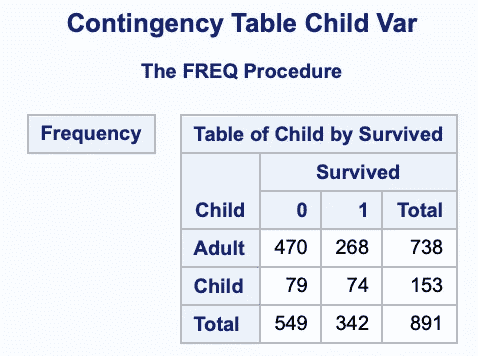 Contingency Table Child Var
The FREQ Procedure
Frequency
Table of Child by Survived
Survived
Child 0 1 Total
Adult 470 268 738
Child 79 74 153
Total 549 342 891